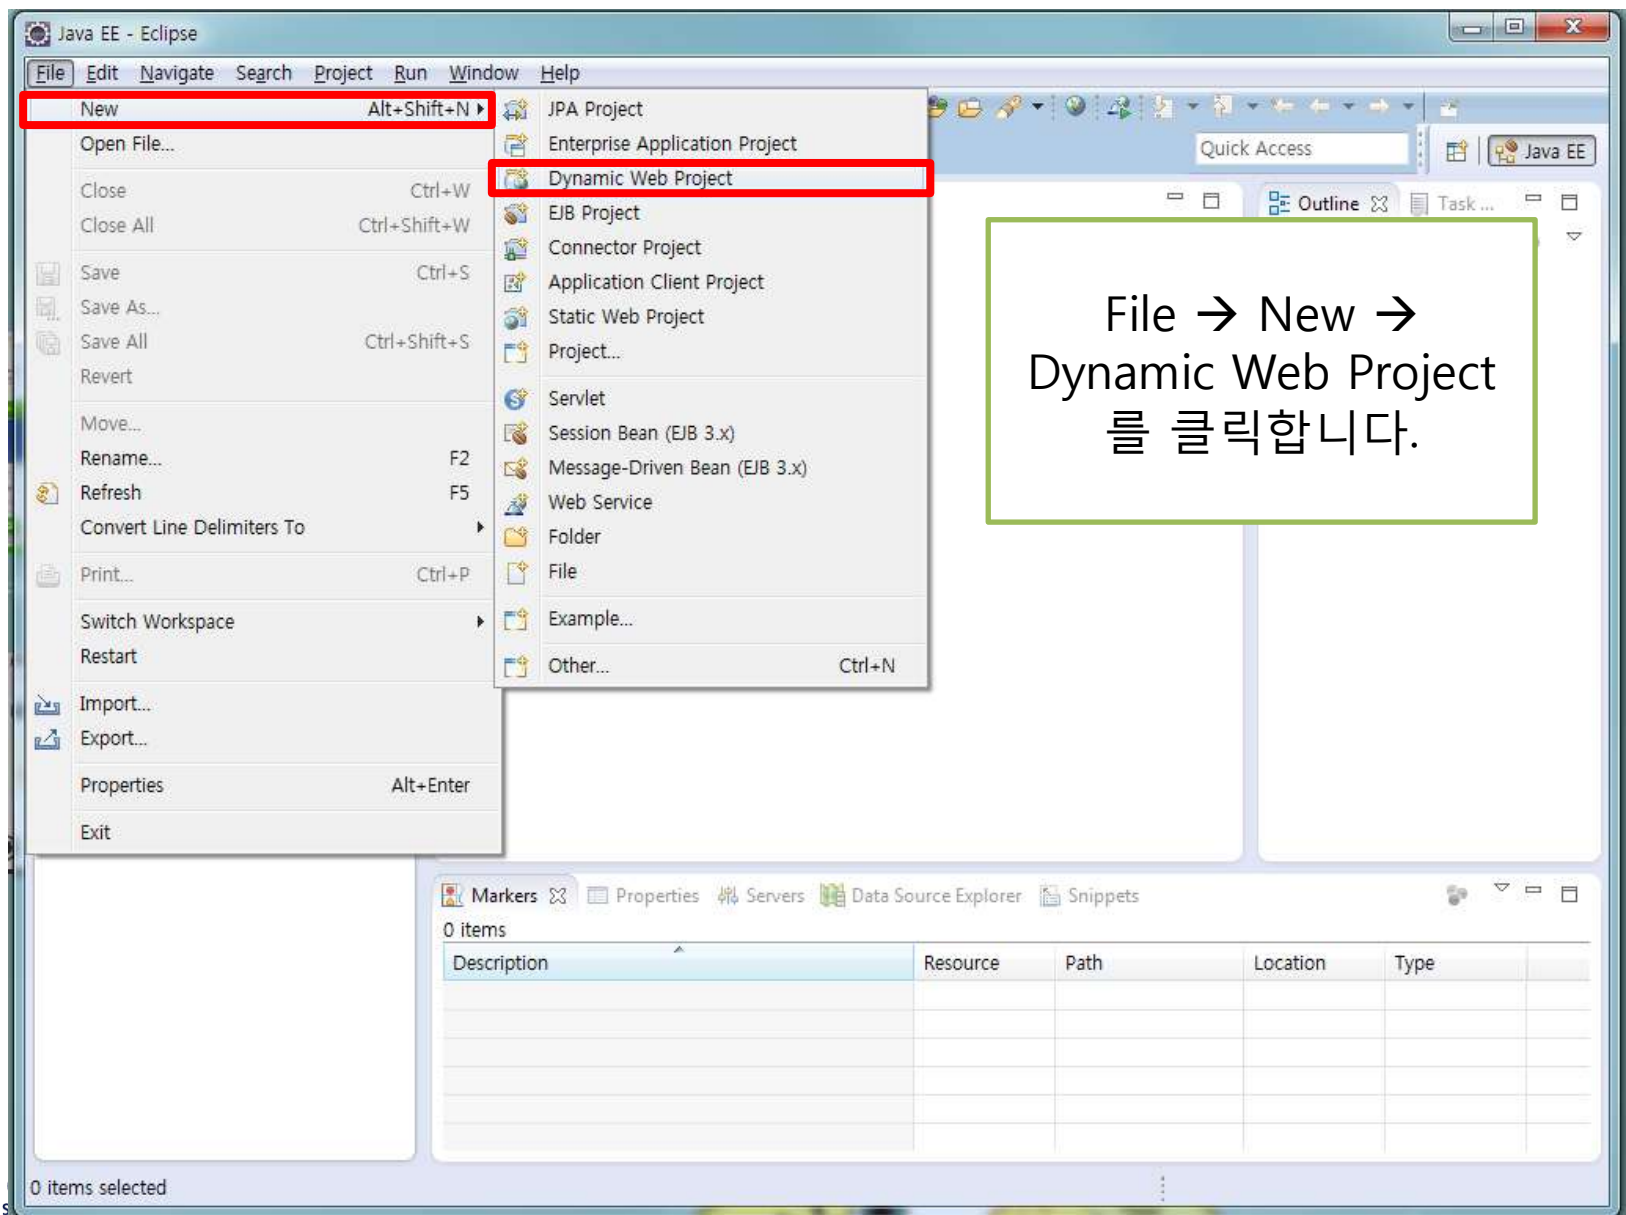 Java EE - Eclipse
File Edit Navigate Search Project Run Window Help
New Alt+Shift+N
Open File...
Close Ctrl+W
Close All Ctrl+Shift+W
Save Ctrl+S
Save As...
Save All Ctrl+Shift+S
Revert
Move...
Rename... F2
Refresh F5
Convert Line Delimiters To
Print... Ctrl+P
Switch Workspace
Restart
Import...
Export...
Properties Alt+Enter
Exit
JPA Project
Enterprise Application Project
Dynamic Web Project
EJB Project
Connector Project
Application Client Project
Static Web Project
Project...
Servlet
Session Bean (EJB 3.x)
Message-Driven Bean (EJB 3.x)
Web Service
Folder
File
Example...
Other... Ctrl+N
Quick Access
Java EE
Outline Task ...
File → New →
Dynamic Web Project
를 클릭합니다.
Markers Properties Servers Data Source Explorer Snippets
0 items
Description Resource Path Location Type
0 items selected